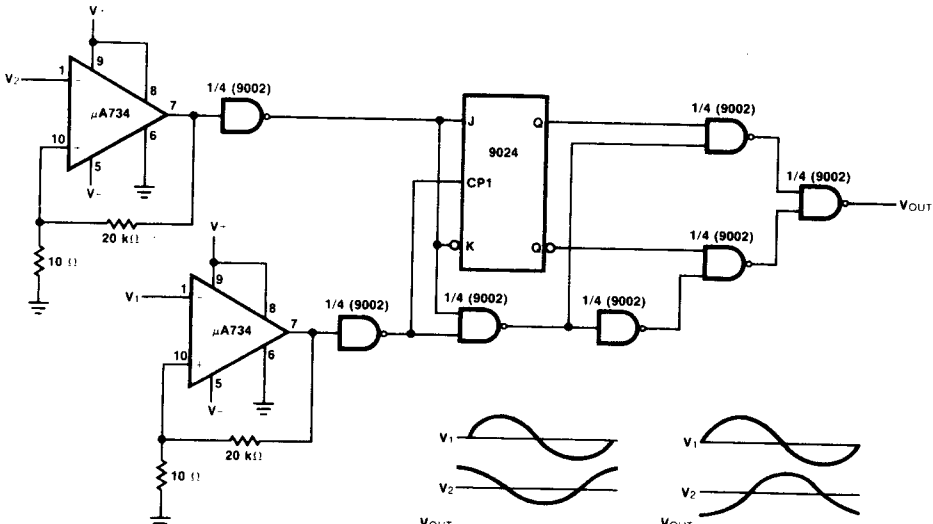 V+
9
V₂
1
−
8
μA734
7
10
6
5
V−
20 kΩ
10 Ω
1/4 (9002)
J
Q
9024
CP1
K
Q
1/4 (9002)
1/4 (9002)
VOUT
1/4 (9002)
V+
9
V₁
1
−
8
μA734
7
10
+
6
5
V−
20 kΩ
10 Ω
1/4 (9002)
1/4 (9002)
1/4 (9002)
V₁
V₂
VOUT
V₁
V₂
VOUT